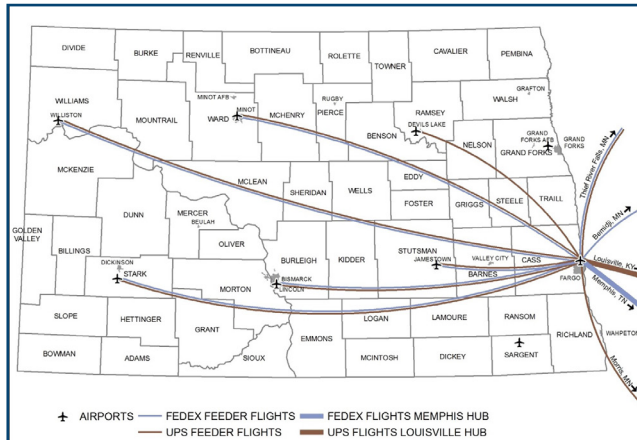 DIVIDE
BURKE
RENVILLE
BOTTINEAU
ROLETTE
TOWNER
CAVALIER
PEMBINA
WILLIAMS
WILLISTON
MOUNTRAIL
MINOT AFB
MINOT
WARD
MCHENRY
RUGBY
PIERCE
BENSON
RAMSEY
DEVILS LAKE
WALSH
GRAFTON
NELSON
GRAND
FORKS AFB
GRAND FORKS
GRAND
FORKS
MCKENZIE
MCLEAN
SHERIDAN
WELLS
EDDY
FOSTER
GRIGGS
STEELE
TRAILL
DUNN
MERCER
BEULAH
OLIVER
GOLDEN
VALLEY
BILLINGS
DICKINSON
STARK
MORTON
BURLEIGH
BISMARCK
LINCOLN
KIDDER
STUTSMAN
JAMESTOWN
VALLEY CITY
BARNES
CASS
FARGO
SLOPE
HETTINGER
GRANT
SIOUX
EMMONS
LOGAN
LAMOURE
RANSOM
RICHLAND
WAHPETON
BOWMAN
ADAMS
MCINTOSH
DICKEY
SARGENT
Thief River Falls, MN
Bemidji, MN
Louisville, KY
Memphis, TN
Morris, MN
AIRPORTS
FEDEX FEEDER FLIGHTS
FEDEX FLIGHTS MEMPHIS HUB
UPS FEEDER FLIGHTS
UPS FLIGHTS LOUISVILLE HUB